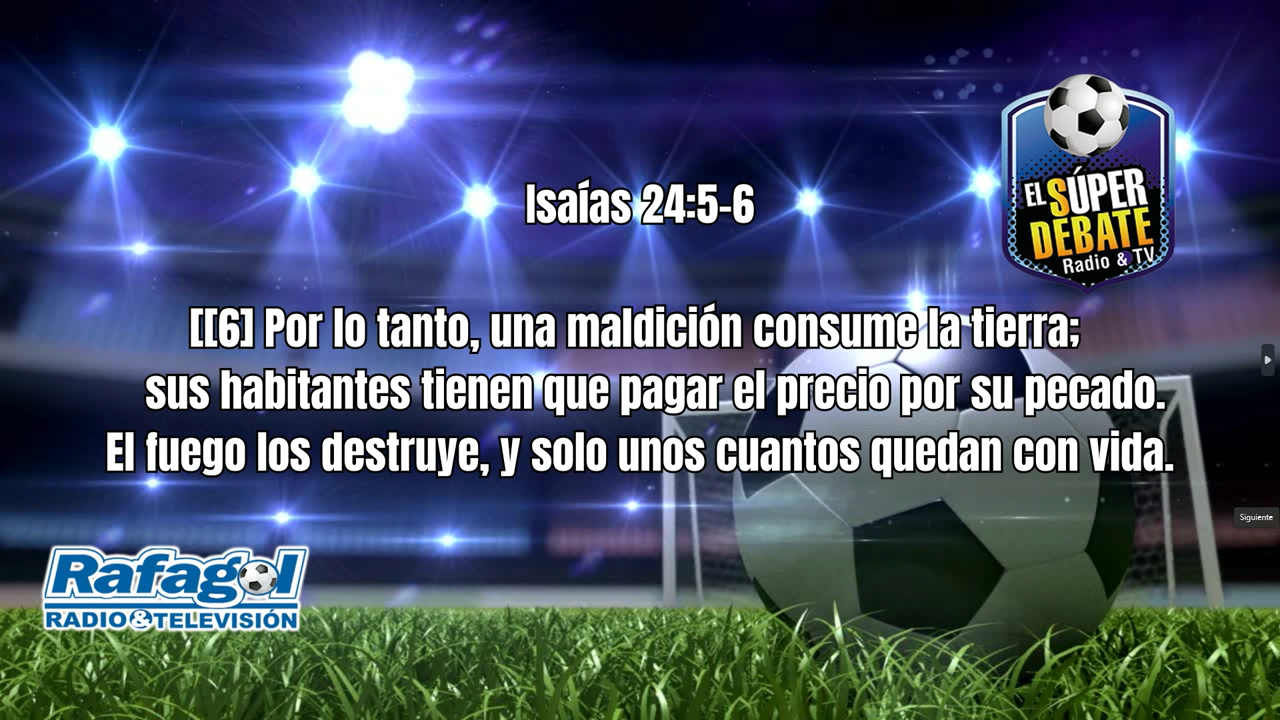 Isaías 24:5-6
EL SÚPER
DEBATE
Radio & TV
[[6] Por lo tanto, una maldición consume la tierra;
sus habitantes tienen que pagar el precio por su pecado.
El fuego los destruye, y solo unos cuantos quedan con vida.
Siguiente
Rafagol
RADIO&TELEVISIÓN